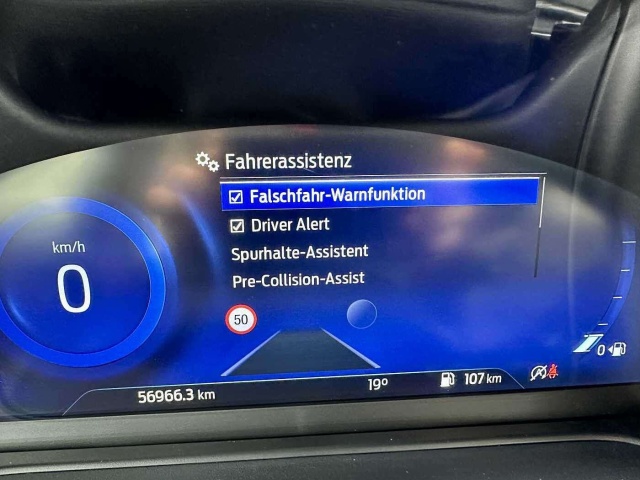 Fahrerassistenz
Falschfahr-Warnfunktion
Driver Alert
Spurhalte-Assistent
Pre-Collision-Assist
km/h
0
50
0
56966.3 km
19°
107 km